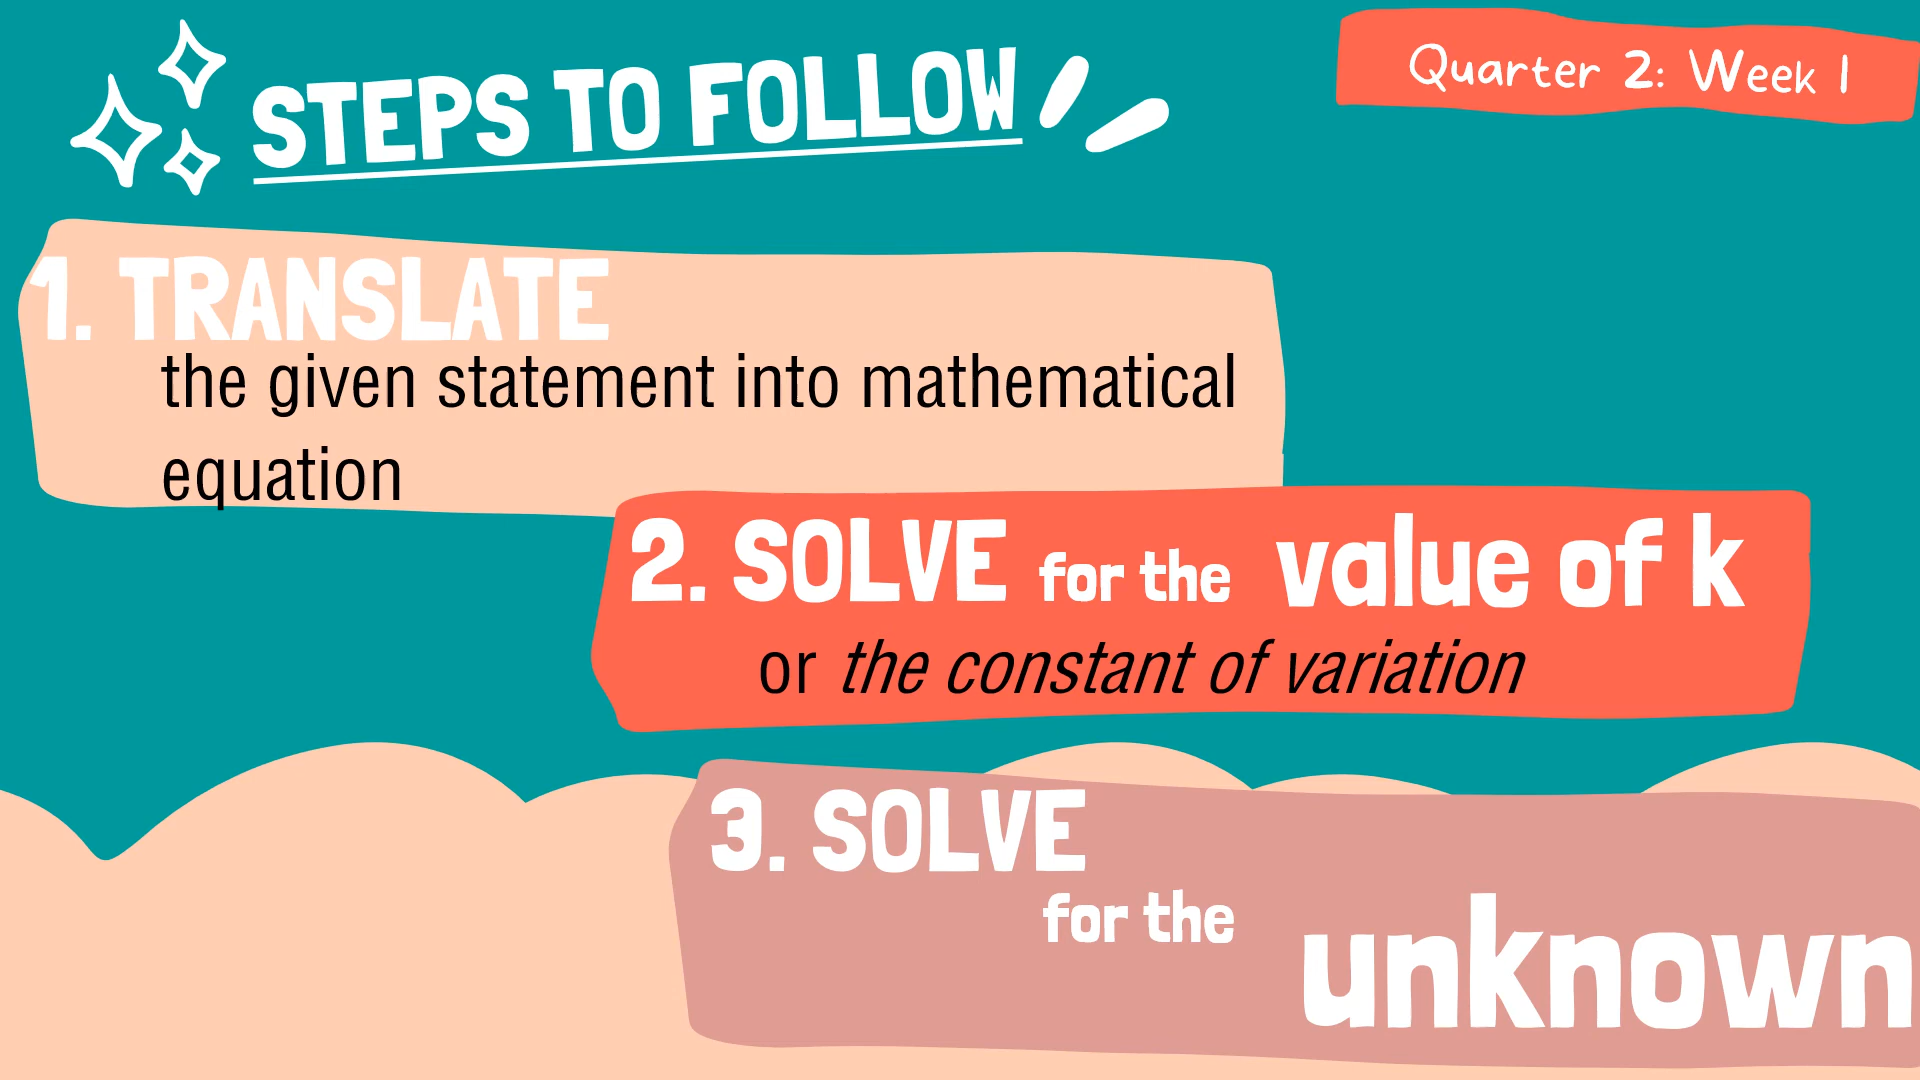 STEPS TO FOLLOW
Quarter 2: Week 1
1. TRANSLATE
the given statement into mathematical
equation
2. SOLVE for the value of k
or the constant of variation
3. SOLVE
for the unknown